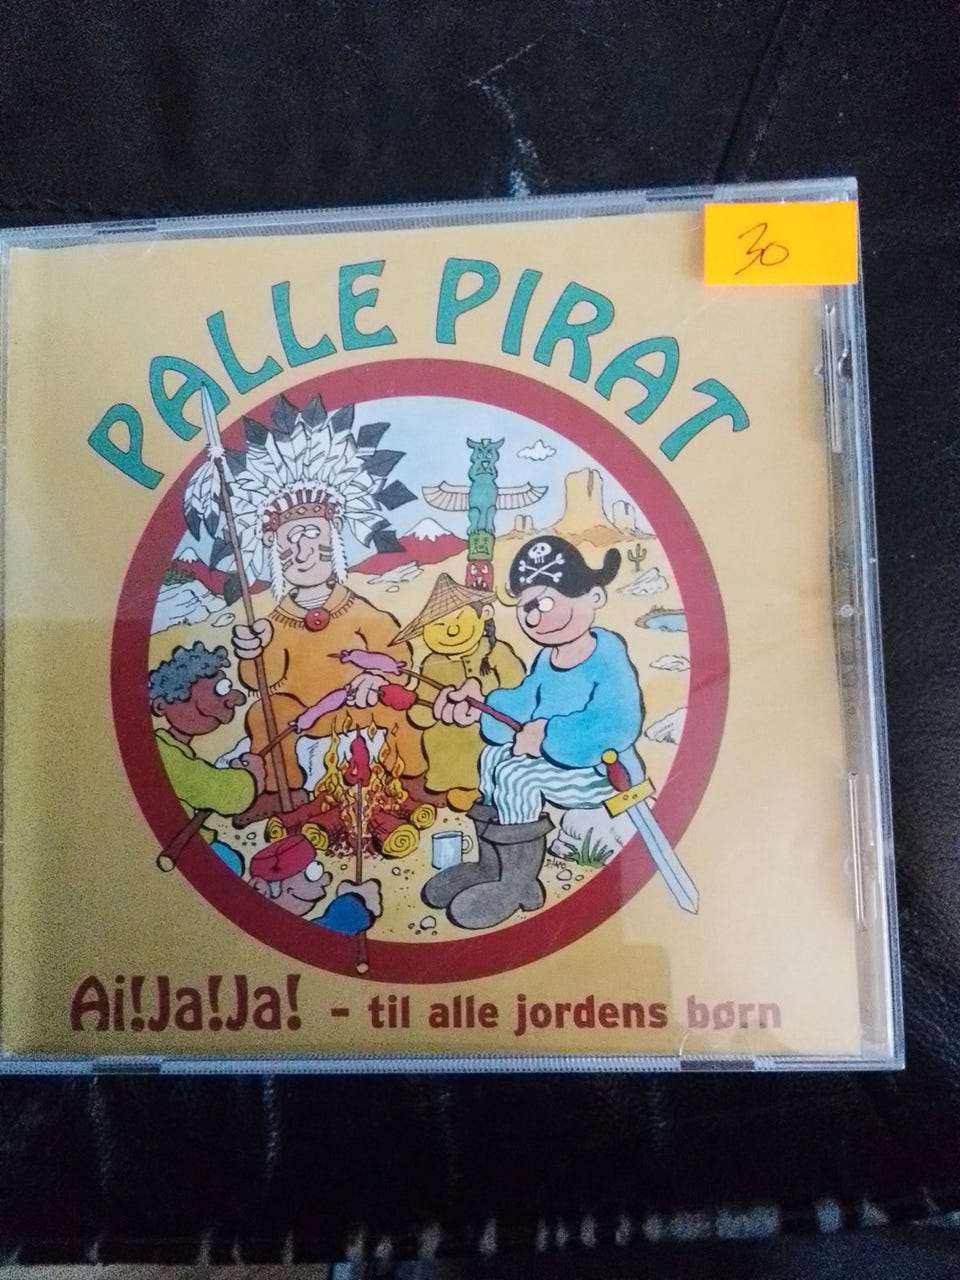 30
PALLE PIRAT
Ai!Ja!Ja! - til alle jordens børn